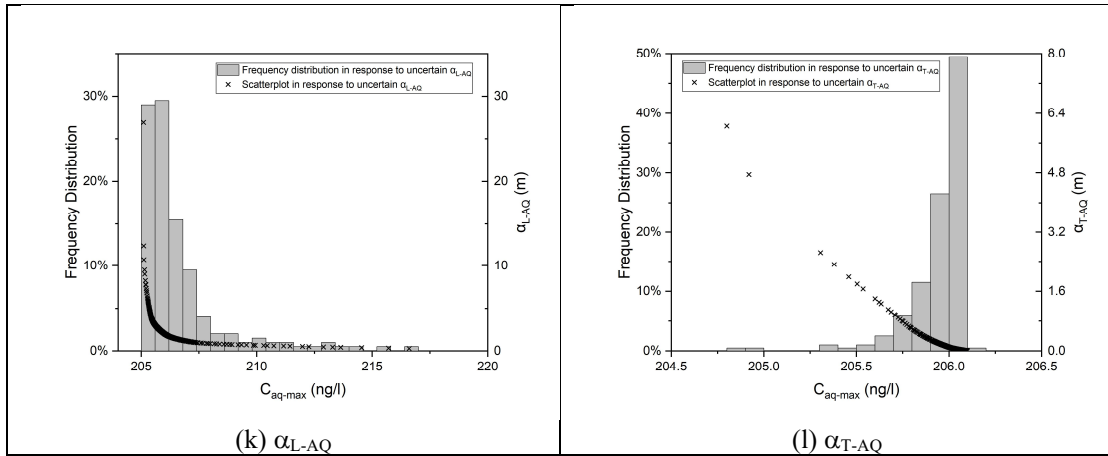 Frequency distribution in response to uncertain αL-AQ
Scatterplot in response to uncertain αL-AQ
30%
20%
10%
0%
Frequency Distribution
30
20
10
0
αL-AQ (m)
205 210 215 220
Caq-max (ng/l)
(k) αL-AQ
Frequency distribution in response to uncertain αT-AQ
Scatterplot in response to uncertain αT-AQ
50%
40%
30%
20%
10%
0%
Frequency Distribution
8.0
6.4
4.8
3.2
1.6
0.0
αT-AQ (m)
204.5 205.0 205.5 206.0 206.5
Caq-max (ng/l)
(l) αT-AQ